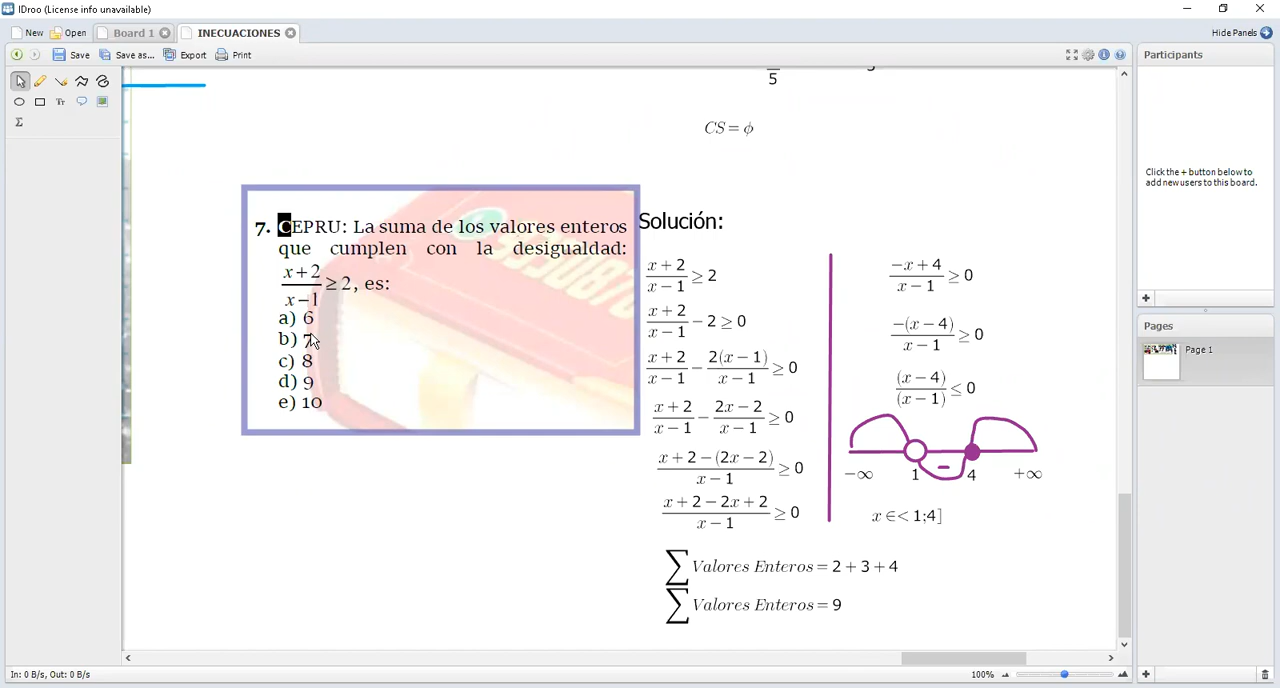 IDroo (License info unavailable)
New Open Board 1 INECUACIONES Hide Panels
Save Save as... Export Print
Participants
Tr
Σ
Click the + button below to
add new users to this board.
Pages
Page 1
5
CS = ϕ
7. CEPRU: La suma de los valores enteros
que cumplen con la desigualdad:
(x + 2)/(x − 1) ≥ 2, es:
a) 6
b) 7
c) 8
d) 9
e) 10
Solución:
(x + 2)/(x − 1) ≥ 2
(x + 2)/(x − 1) − 2 ≥ 0
(x + 2)/(x − 1) − 2(x − 1)/(x − 1) ≥ 0
(x + 2)/(x − 1) − (2x − 2)/(x − 1) ≥ 0
(x + 2 − (2x − 2))/(x − 1) ≥ 0
(x + 2 − 2x + 2)/(x − 1) ≥ 0
(−x + 4)/(x − 1) ≥ 0
−(x − 4)/(x − 1) ≥ 0
(x − 4)/(x − 1) ≤ 0
−
−∞ 1 4 +∞
x ∈ < 1;4]
∑ Valores Enteros = 2 + 3 + 4
∑ Valores Enteros = 9
In: 0 B/s, Out: 0 B/s
100%